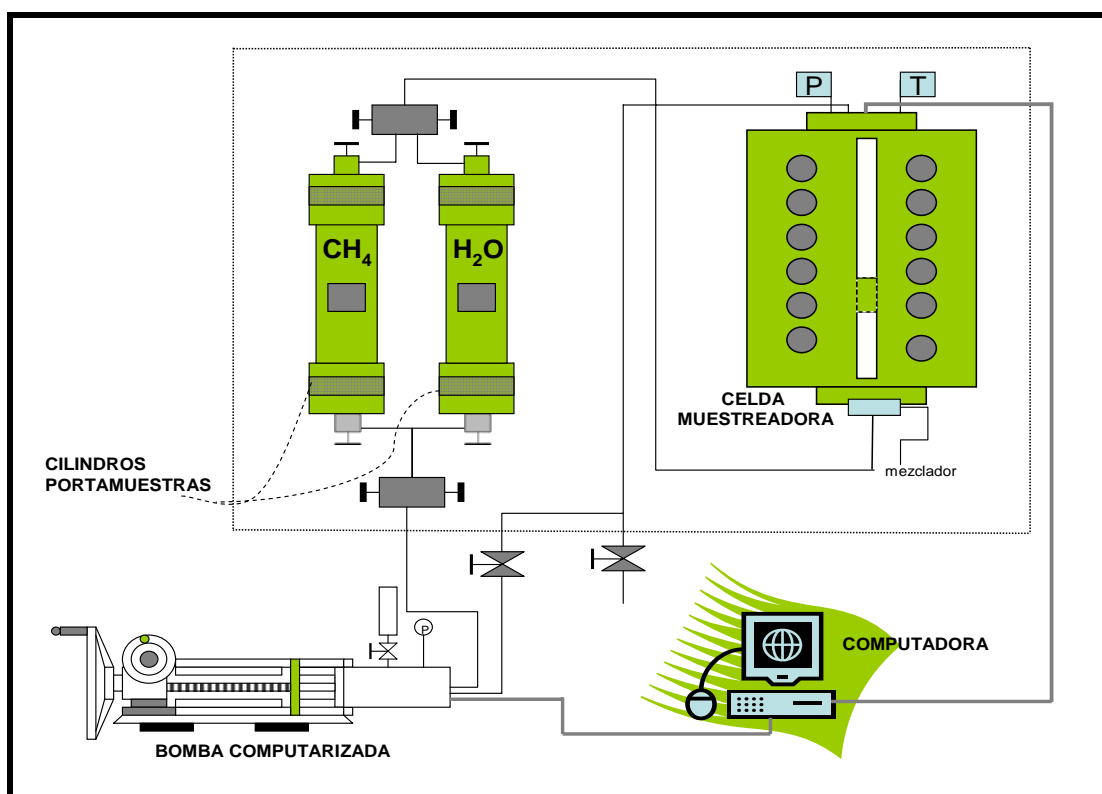 P
T
CH4
H2O
CELDA
MUESTREADORA
mezclador
CILINDROS
PORTAMUESTRAS
P
COMPUTADORA
BOMBA COMPUTARIZADA